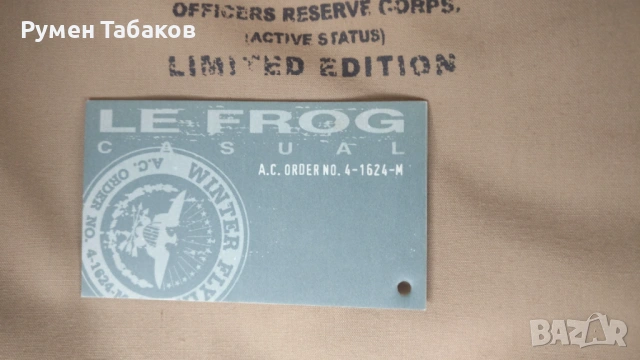 OFFICERS RESERVE CORPS.
Румен Табаков
(ACTIVE STATUS)
LIMITED EDITION
LE FROG
CASUAL
A.C. ORDER NO. 4-1624-M
WINTER
A.C. ORDER NO. 4-1624-M
BAZAR